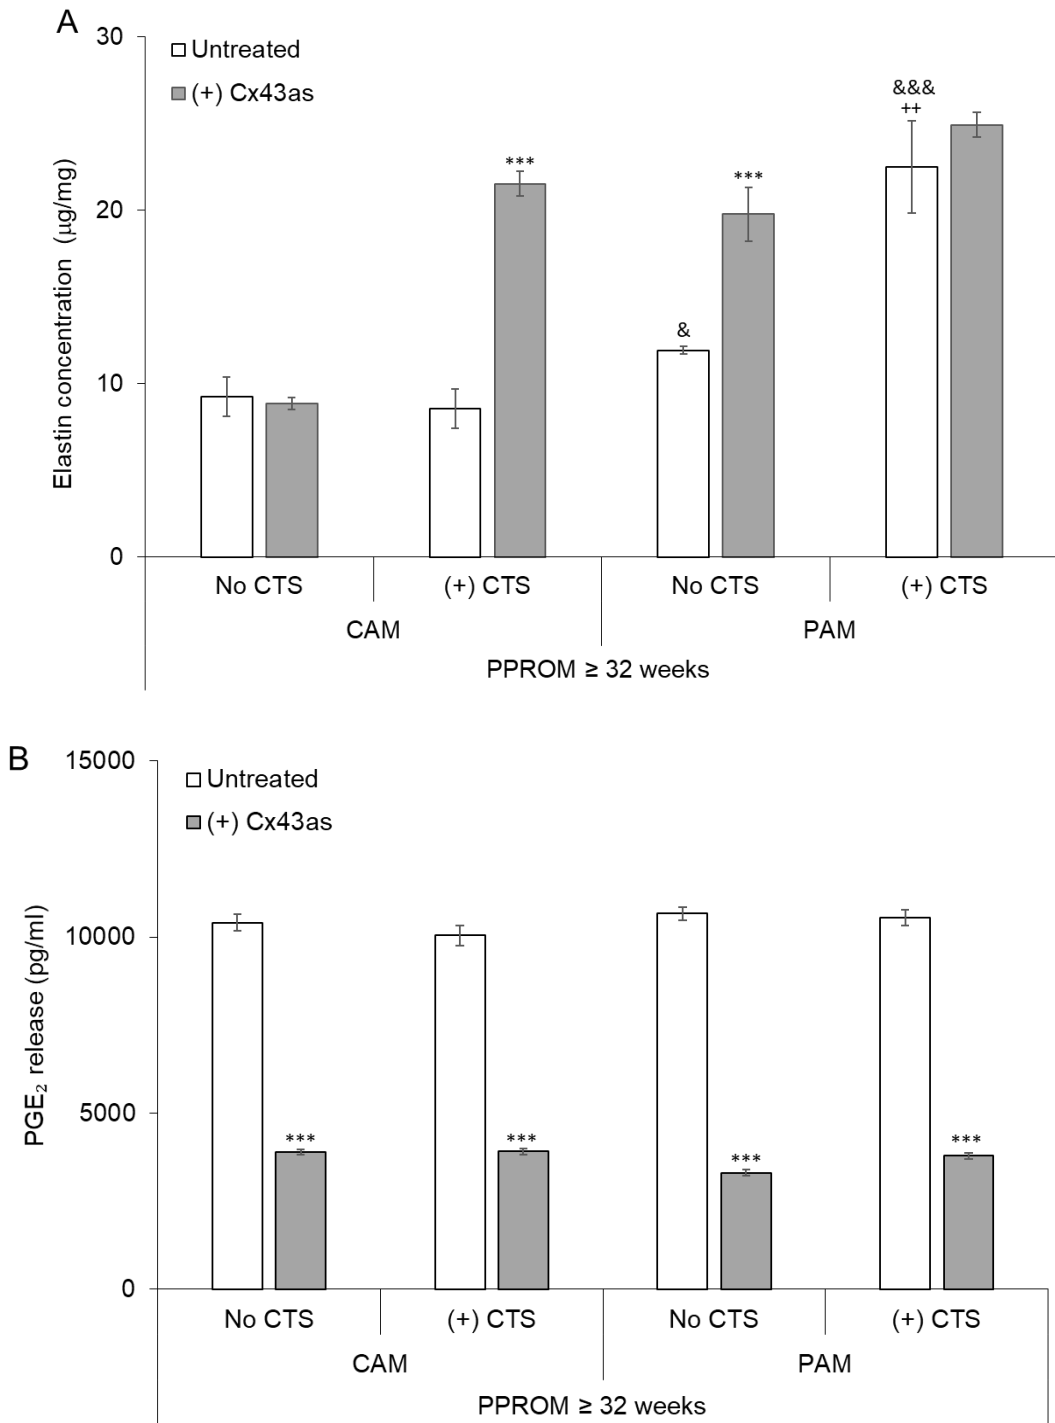 A
30
Untreated
(+) Cx43as
&&&
++
***
***
20
&
10
0
Elastin concentration (µg/mg)
No CTS (+) CTS No CTS (+) CTS
CAM PAM
PPROM ≥ 32 weeks
B
15000
Untreated
(+) Cx43as
10000
5000
*** *** *** ***
0
PGE₂ release (pg/ml)
No CTS (+) CTS No CTS (+) CTS
CAM PAM
PPROM ≥ 32 weeks